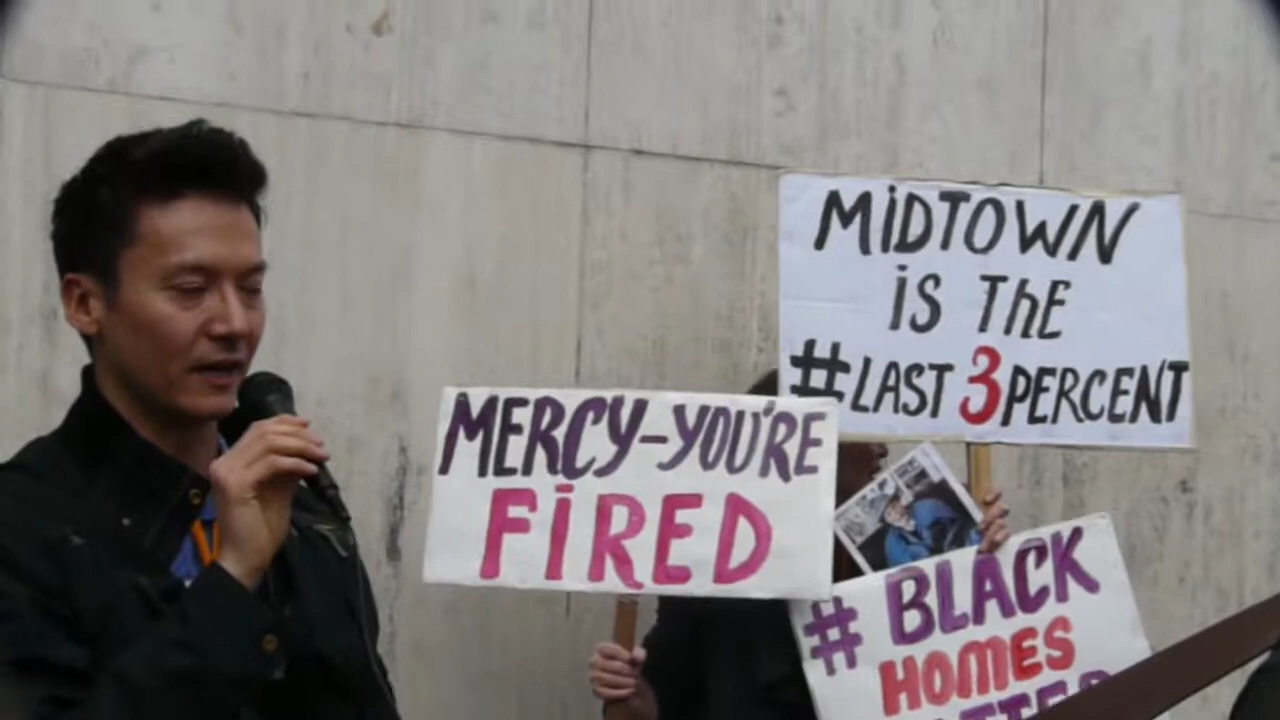 MERCY-YOU'RE
FIRED
MIDTOWN
IS THE
#LAST 3 PERCENT
# BLACK
HOMES